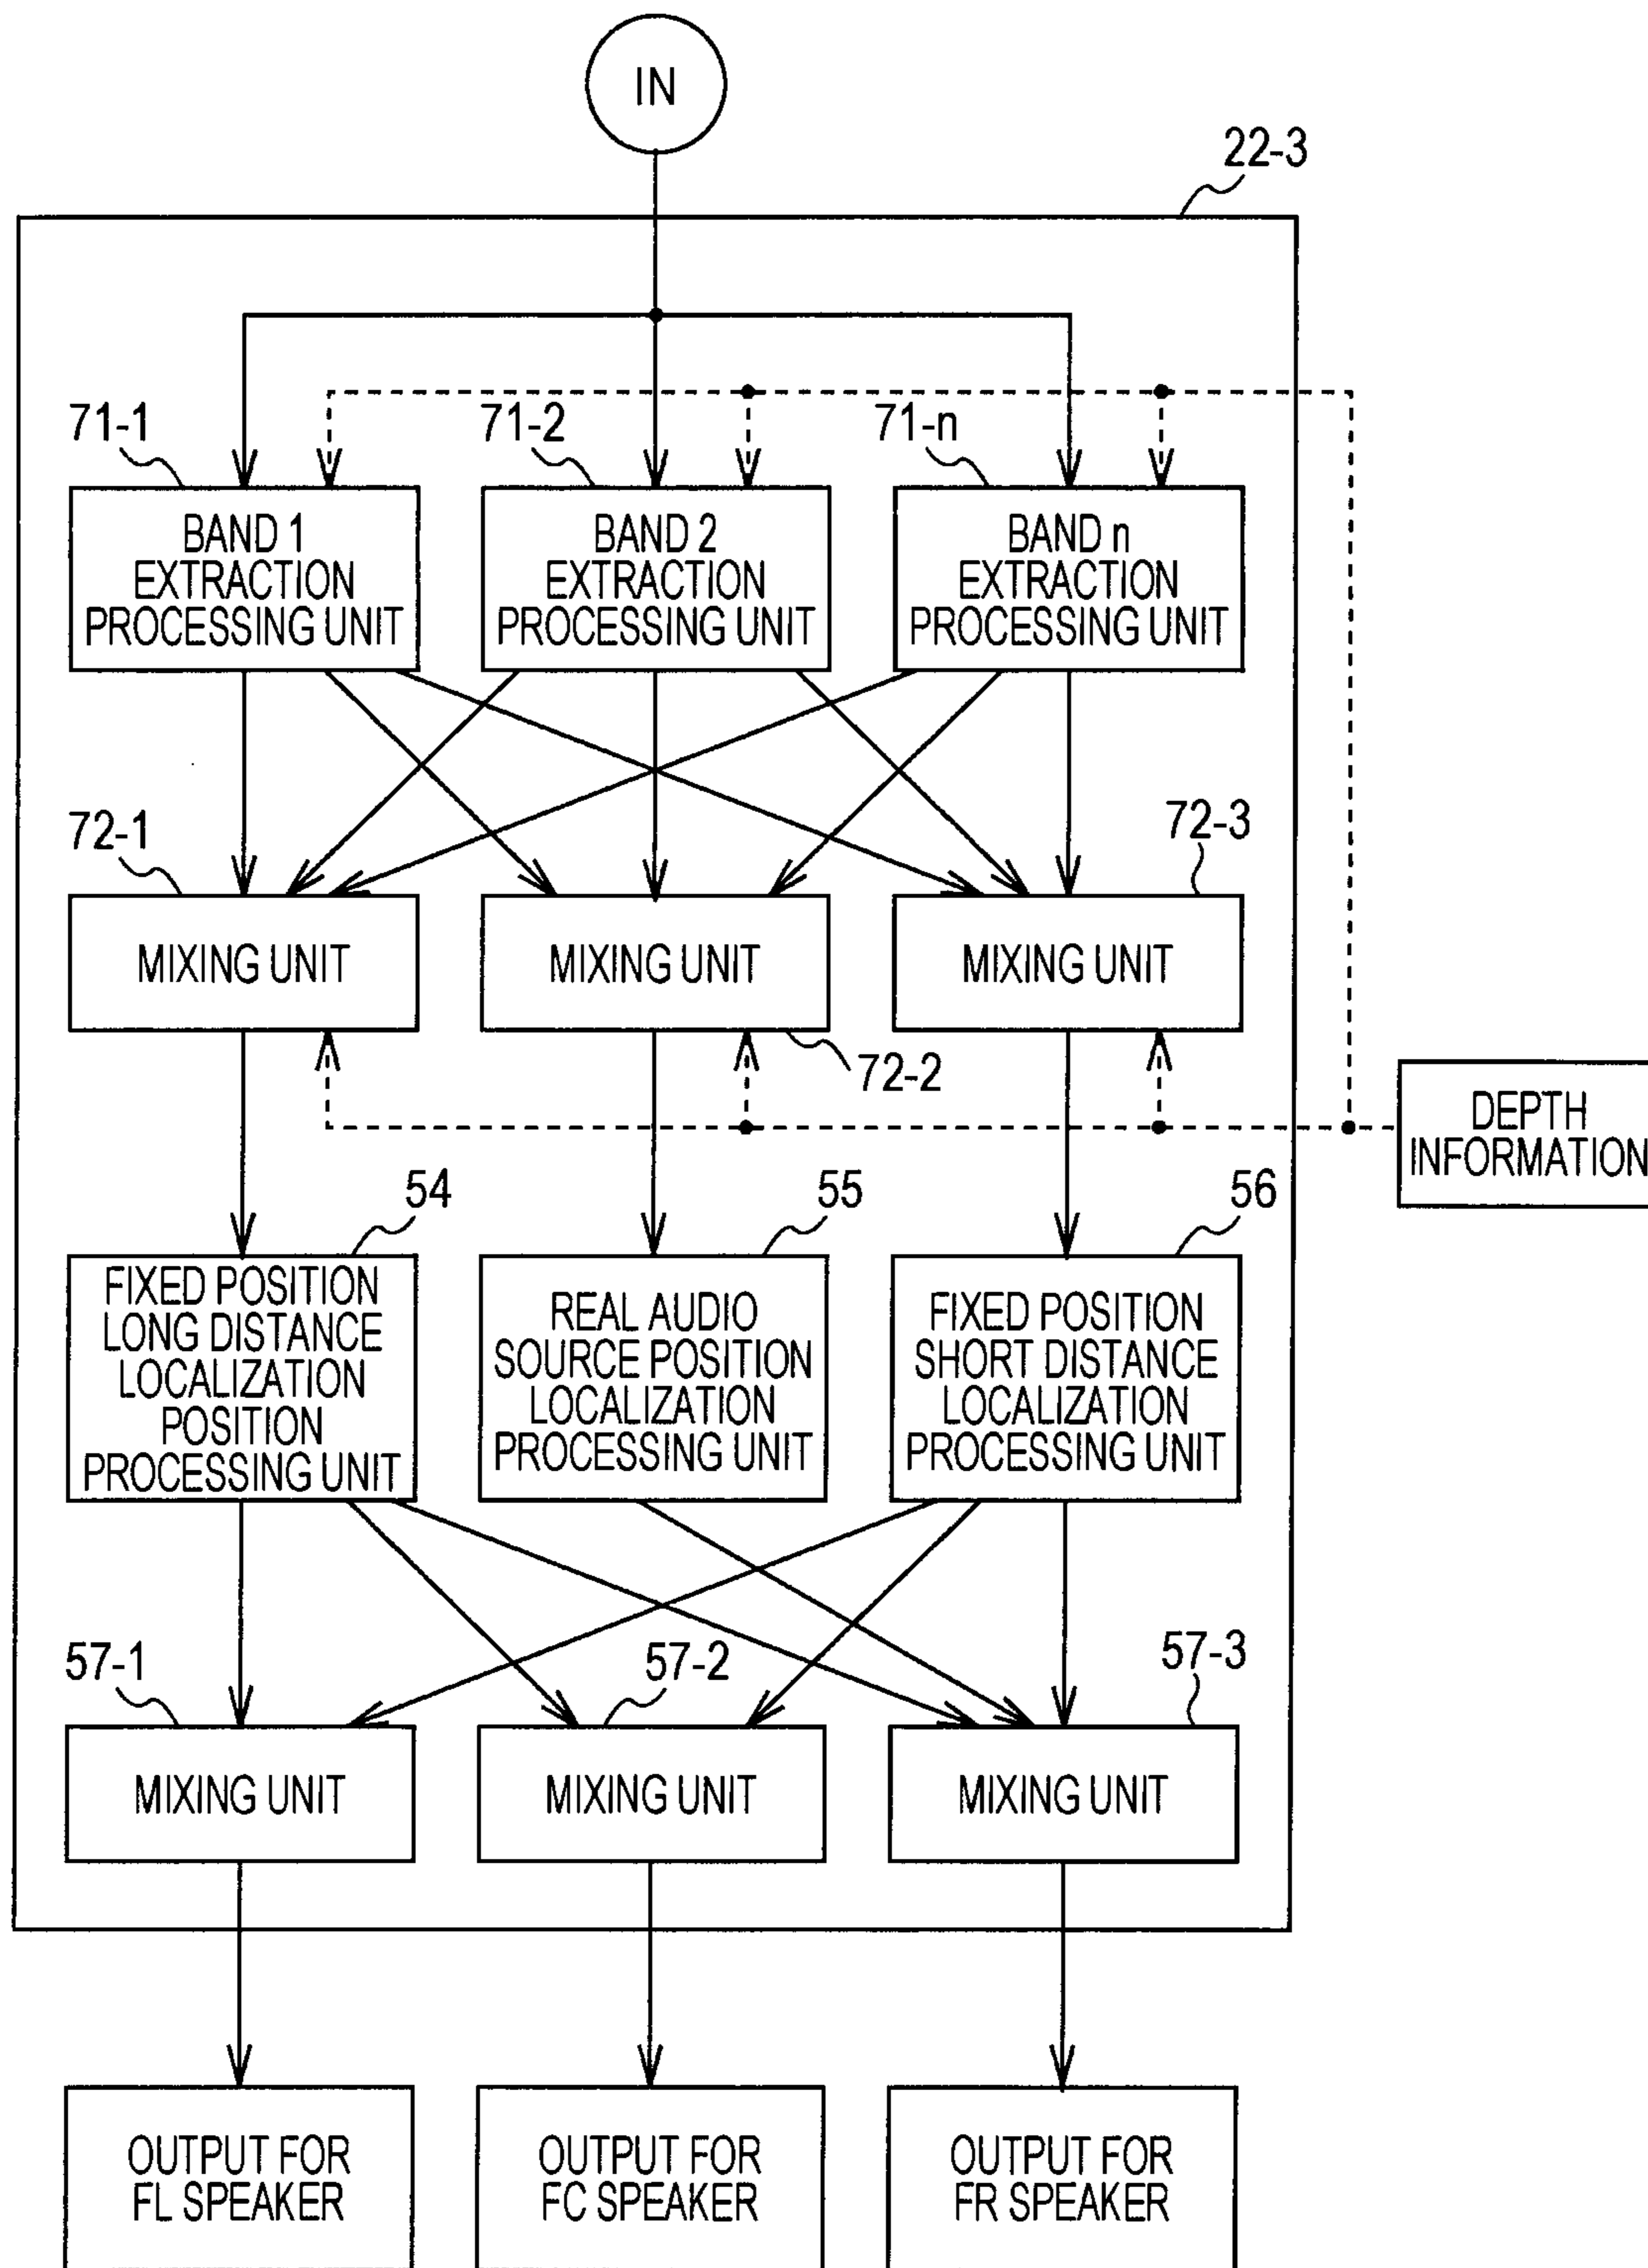 IN
22-3
71-1
71-2
71-n
BAND 1
EXTRACTION
PROCESSING UNIT
BAND 2
EXTRACTION
PROCESSING UNIT
BAND n
EXTRACTION
PROCESSING UNIT
72-1
72-3
MIXING UNIT
MIXING UNIT
MIXING UNIT
72-2
DEPTH
INFORMATION
54
55
56
FIXED POSITION
LONG DISTANCE
LOCALIZATION
POSITION
PROCESSING UNIT
REAL AUDIO
SOURCE POSITION
LOCALIZATION
PROCESSING UNIT
FIXED POSITION
SHORT DISTANCE
LOCALIZATION
PROCESSING UNIT
57-1
57-2
57-3
MIXING UNIT
MIXING UNIT
MIXING UNIT
OUTPUT FOR
FL SPEAKER
OUTPUT FOR
FC SPEAKER
OUTPUT FOR
FR SPEAKER